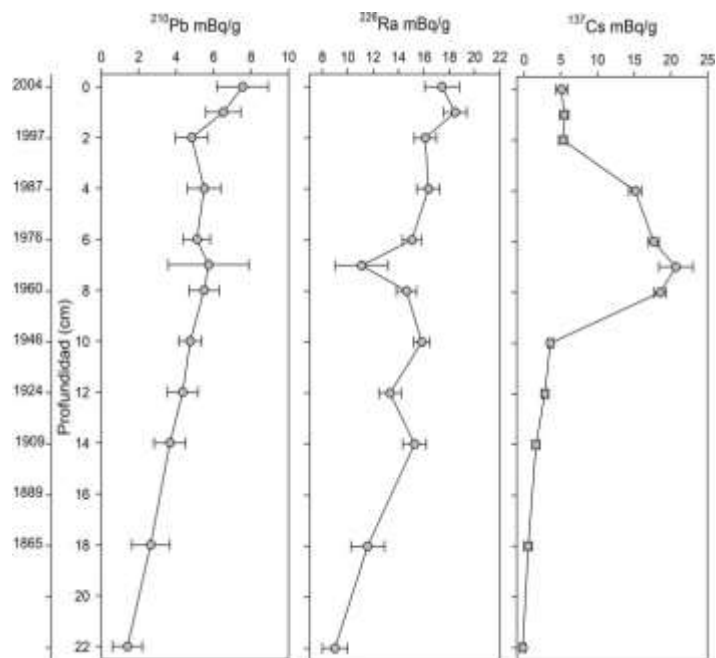 ²¹⁰Pb mBq/g
²²⁶Ra mBq/g
¹³⁷Cs mBq/g
0 2 4 6 8 10
8 10 12 14 16 18 20 22
0 5 10 15 20 25
2004 0
1997 2
1987 4
1976 6
1960 8
1946 10
1924 12
1909 14
1889 16
1865 18
20
22
Profundidad (cm)